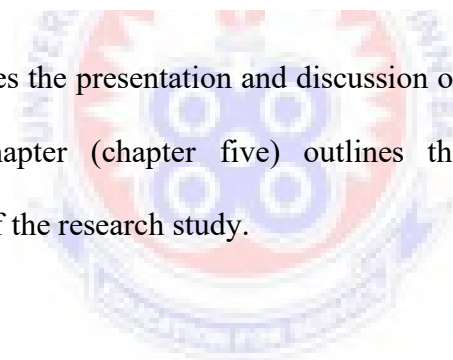 es the presentation and discussion o
hapter (chapter five) outlines th
f the research study.